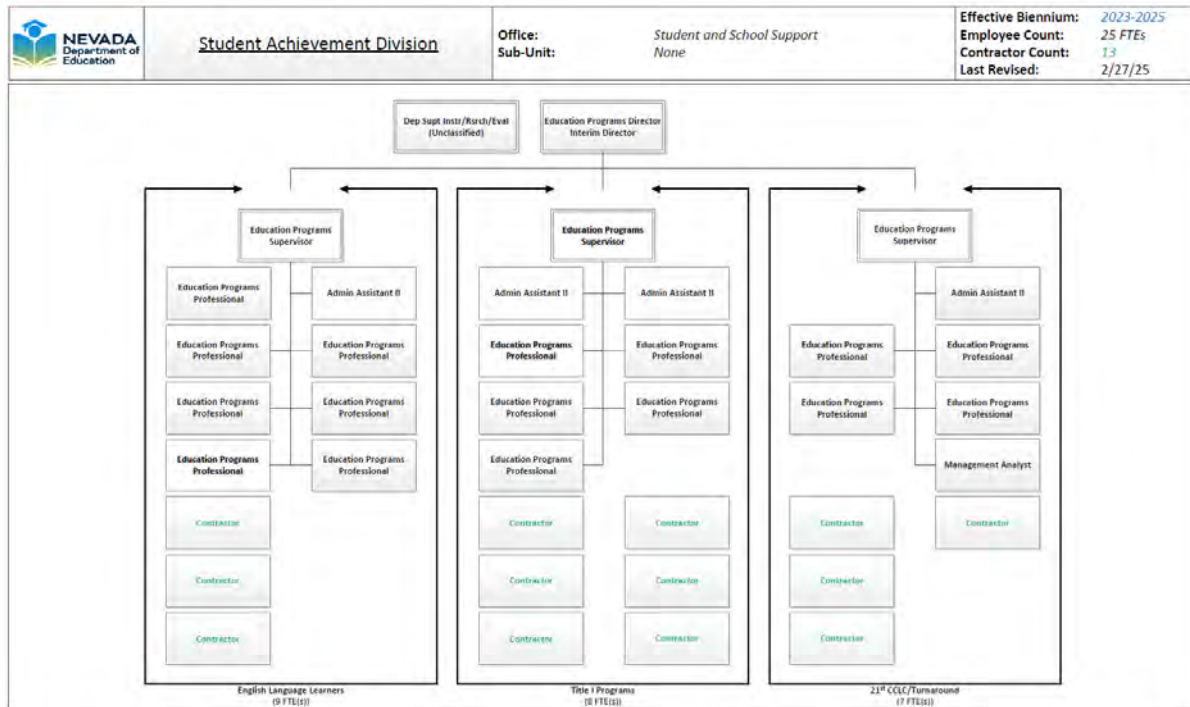 NEVADA
Department of
Education
Student Achievement Division
Office: Student and School Support
Sub-Unit: None
Effective Biennium: 2023-2025
Employee Count: 25 FTEs
Contractor Count: 13
Last Revised: 2/27/25
Dep Supt Instr/Rsrch/Eval
(Unclassified)
Education Programs Director
Interim Director
Education Programs
Supervisor
Education Programs
Professional
Admin Assistant II
Education Programs
Professional
Education Programs
Professional
Education Programs
Professional
Education Programs
Professional
Education Programs
Professional
Education Programs
Professional
Contractor
Contractor
Contractor
English Language Learners
(9 FTE(s))
Education Programs
Supervisor
Admin Assistant II
Admin Assistant II
Education Programs
Professional
Education Programs
Professional
Education Programs
Professional
Education Programs
Professional
Education Programs
Professional
Contractor
Contractor
Contractor
Contractor
Contractor
Contractor
Title I Programs
(8 FTE(s))
Education Programs
Supervisor
Admin Assistant II
Education Programs
Professional
Education Programs
Professional
Education Programs
Professional
Education Programs
Professional
Management Analyst
Contractor
Contractor
Contractor
Contractor
21st CCLC/Turnaround
(7 FTE(s))